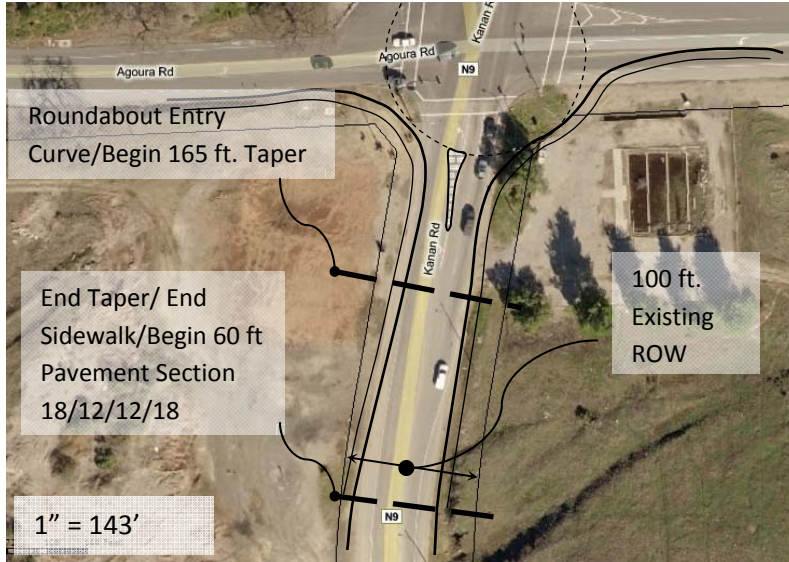 Kanan R
Agoura Rd
N9
Agoura Rd
Roundabout Entry
Curve/Begin 165 ft. Taper
Kanan Rd
End Taper/ End
Sidewalk/Begin 60 ft
Pavement Section
18/12/12/18
100 ft.
Existing
ROW
1” = 143’
N9